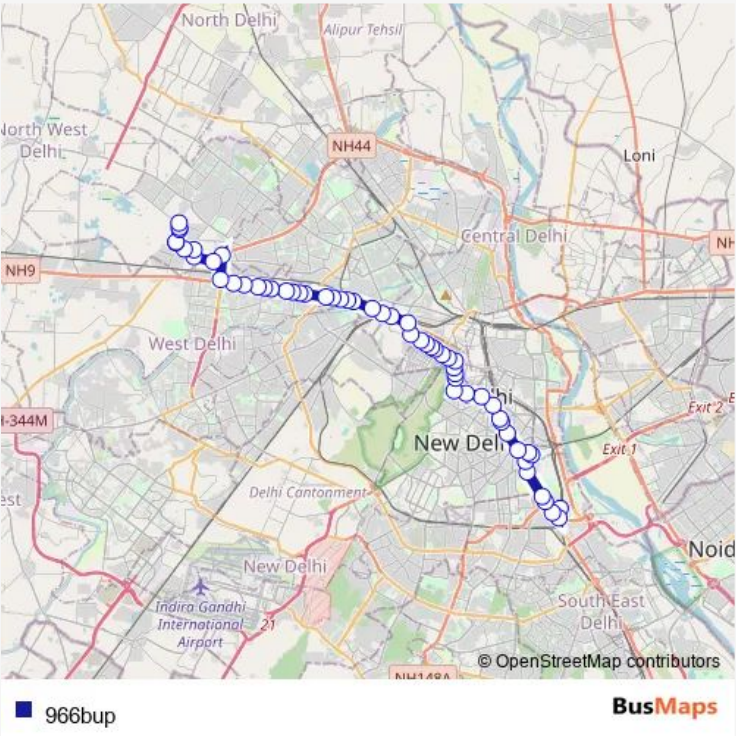 North Delhi
Alipur Tehsil
North West
Delhi
NH44
Loni
Central Delhi
NH
NH9
West Delhi
lhi
H-344M
Exit 2
E
New Del
Exit 1
est
Delhi Cantonment
New Delhi
Noid
Indira Gandhi
International
Airport
21
South East
Delhi
© OpenStreetMap contributors
NH148A
966bup
BusMaps